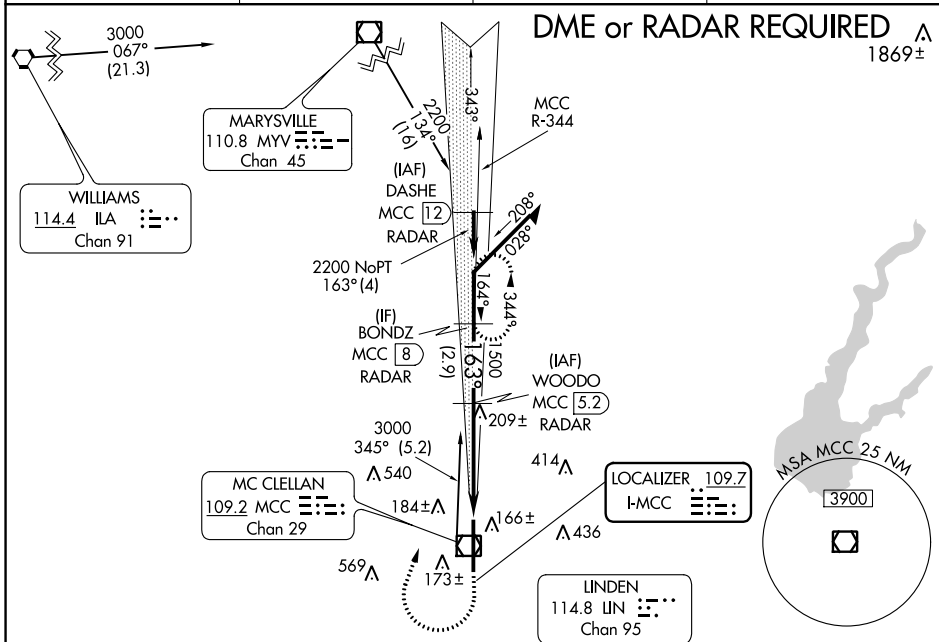 DME or RADAR REQUIRED
1869±
3000
067°
(21.3)
MARYSVILLE
110.8 MYV
Chan 45
2200
134°
(16)
343°
MCC
R-344
WILLIAMS
114.4 ILA
Chan 91
(IAF)
DASHE
MCC 12
RADAR
208°
028°
2200 NoPT
163° (4)
164°
344°
(IF)
BONDZ
MCC 8
RADAR
(2.9)
163°
1500
(IAF)
WOODO
MCC 5.2
RADAR
209±
3000
345° (5.2)
540
414
MC CLELLAN
109.2 MCC
Chan 29
184±
166±
436
LOCALIZER 109.7
I-MCC
569
173±
LINDEN
114.8 LIN
Chan 95
MSA MCC 25 NM
3900